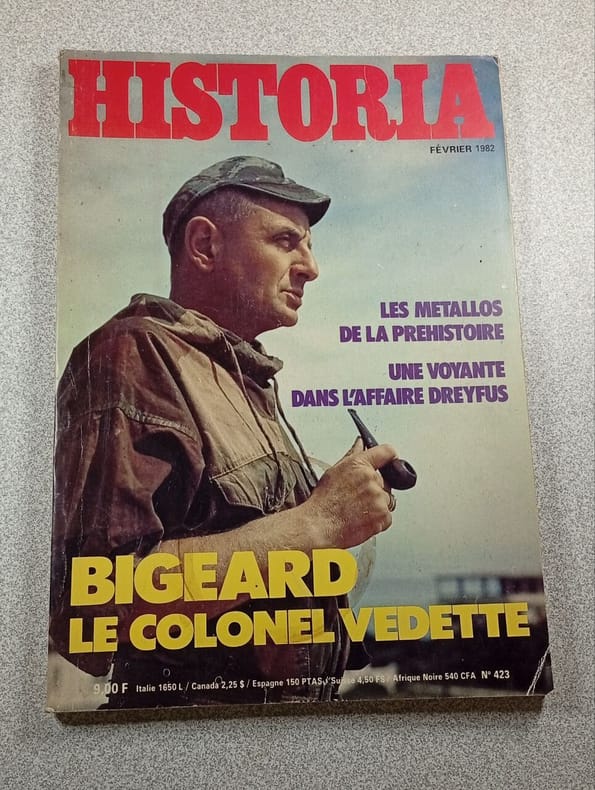 HISTORIA
FÉVRIER 1982
LES METALLOS
DE LA PREHISTOIRE
UNE VOYANTE
DANS L'AFFAIRE DREYFUS
BIGEARD
LE COLONEL VEDETTE
9,00 F Italie 1650 L / Canada 2,25 $ / Espagne 150 PTAS / Suisse 4,50 FS / Afrique Noire 540 CFA N° 423